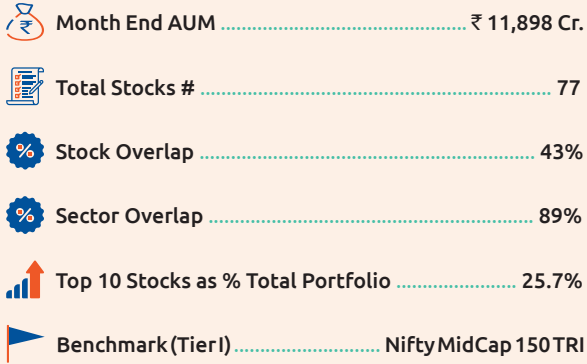 Month End AUM ₹ 11,898 Cr.
Total Stocks # 77
Stock Overlap 43%
Sector Overlap 89%
Top 10 Stocks as % Total Portfolio 25.7%
Benchmark (Tier I) Nifty MidCap 150 TRI